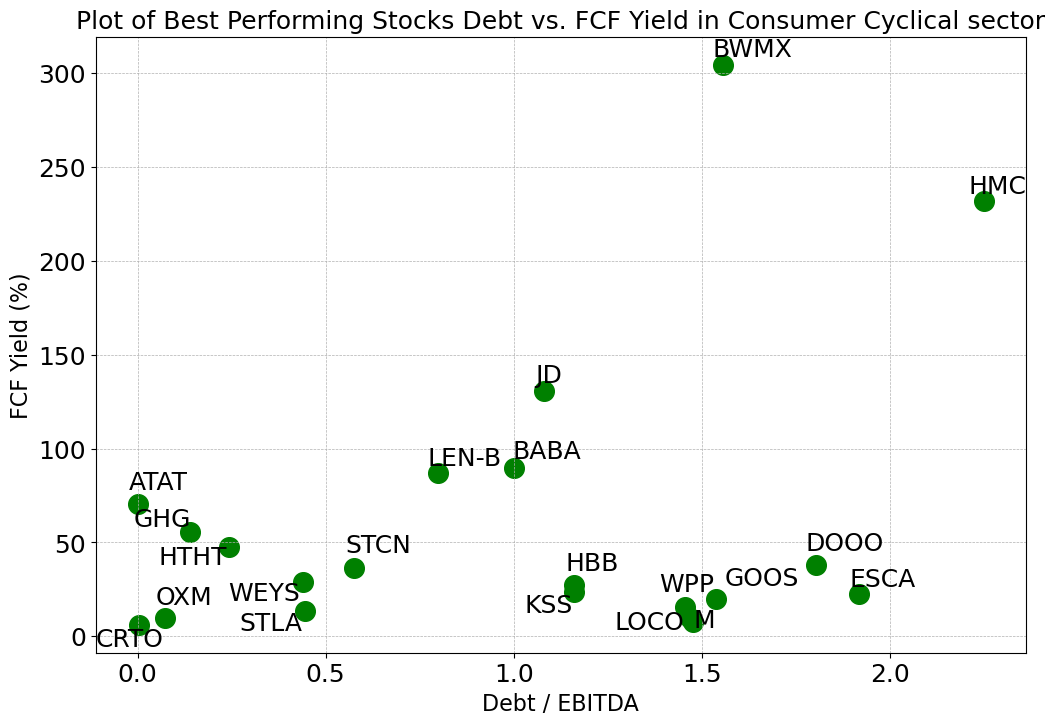 Plot of Best Performing Stocks Debt vs. FCF Yield in Consumer Cyclical sector
BWMX
300
250
HMC
200
FCF Yield (%)
150
JD
100
LEN-B
BABA
ATAT
GHG
50
HTHT
STCN
DOOO
HBB
WPP
GOOS
ESCA
OXM
WEYS
KSS
STLA
LOCO
M
0
CRTO
0.0
0.5
1.0
1.5
2.0
Debt / EBITDA